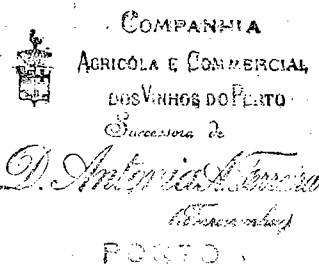 COMPANHIA
AGRICOLA E COMMERCIAL
DOS VINHOS DO PORTO
Successora de
D. Antonia A. Ferreira
PORTO